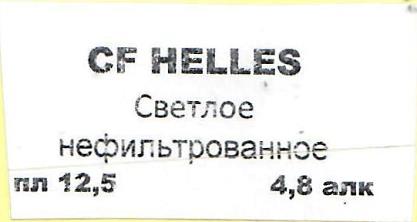 CF HELLES
Светлое
нефильтрованное
пл 12,5 4,8 алк